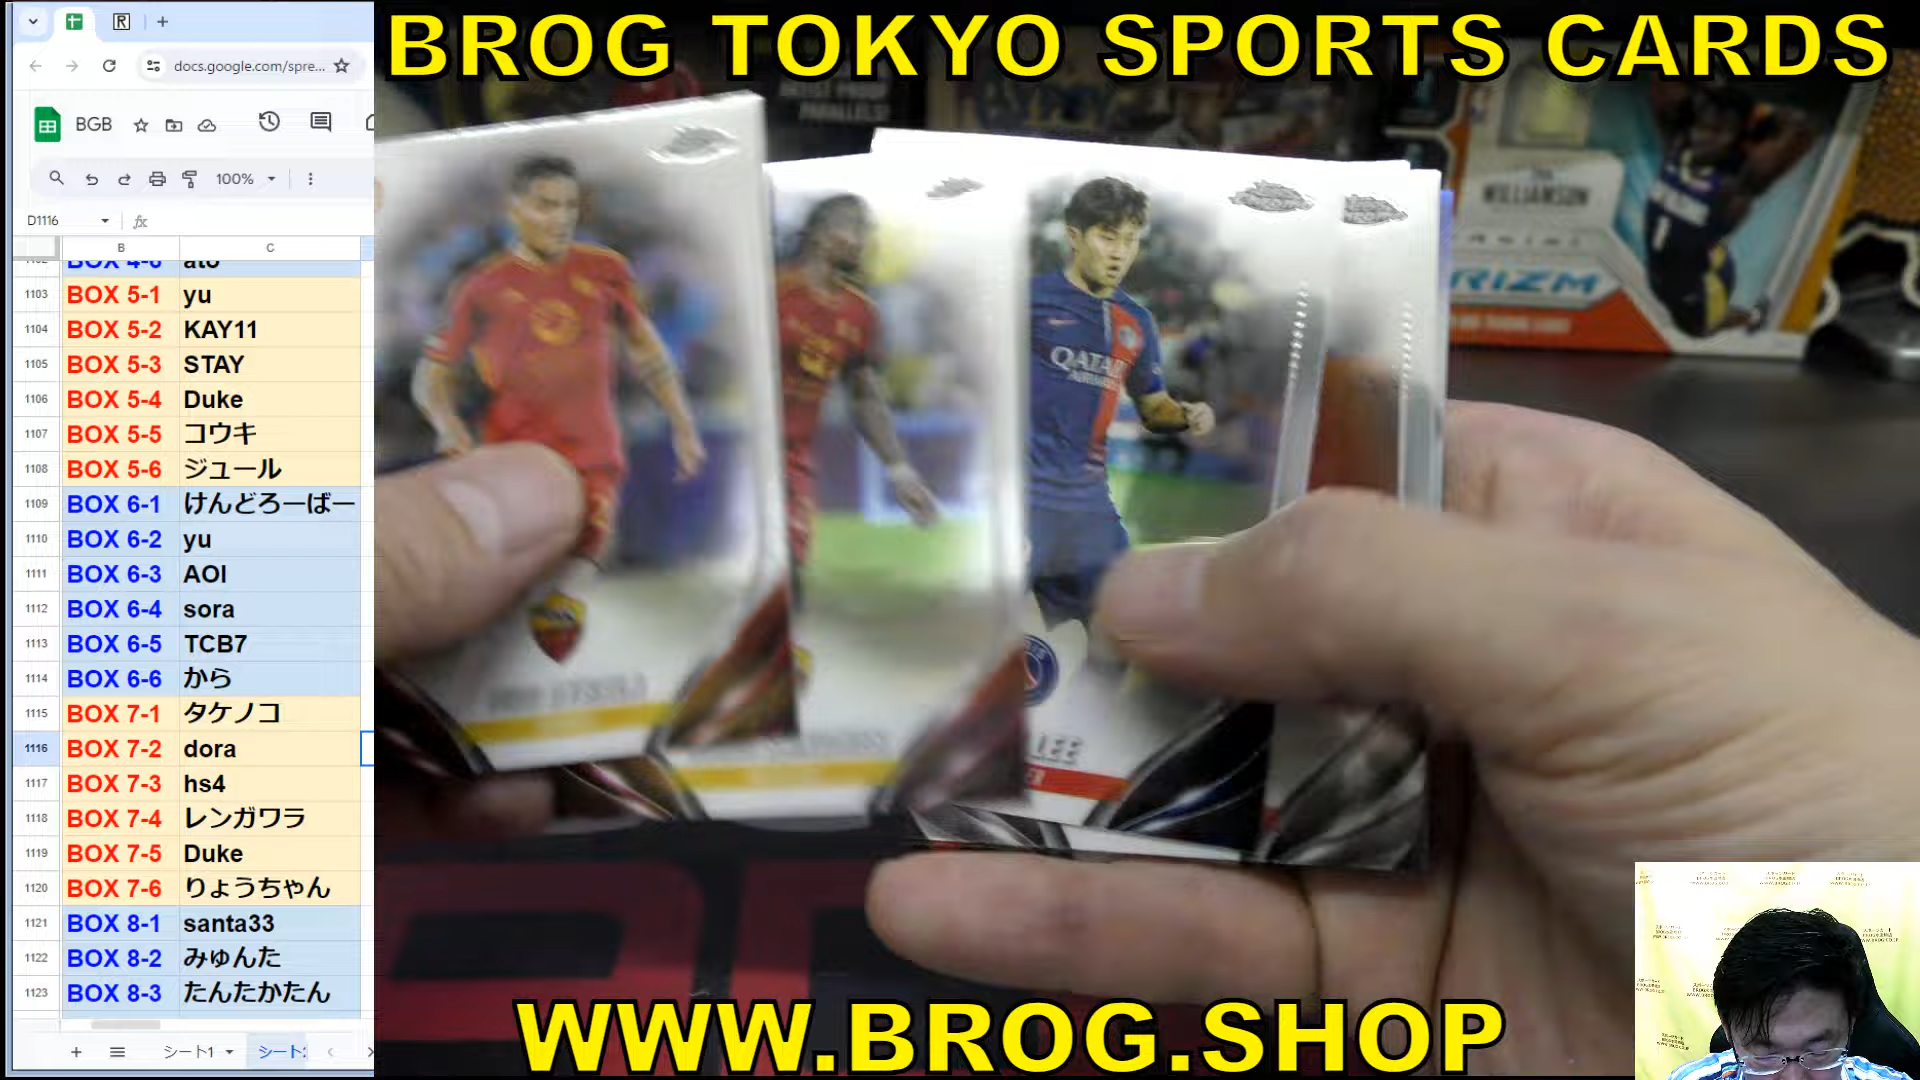 BROG TOKYO SPORTS CARDS
docs.google.com/spre...
BGB
100%
D1116
fx
B
C
1103 BOX 5-1 yu
1104 BOX 5-2 KAY11
1105 BOX 5-3 STAY
1106 BOX 5-4 Duke
1107 BOX 5-5 コウキ
1108 BOX 5-6 ジュール
1109 BOX 6-1 けんどろーばー
1110 BOX 6-2 yu
1111 BOX 6-3 AOI
1112 BOX 6-4 sora
1113 BOX 6-5 TCB7
1114 BOX 6-6 から
1115 BOX 7-1 タケノコ
1116 BOX 7-2 dora
1117 BOX 7-3 hs4
1118 BOX 7-4 レンガワラ
1119 BOX 7-5 Duke
1120 BOX 7-6 りょうちゃん
1121 BOX 8-1 santa33
1122 BOX 8-2 みゅんた
1123 BOX 8-3 たんたかたん
シート1
WILLIAMSON
PRIZM
QATAR
LEE
WWW.BROG.SHOP